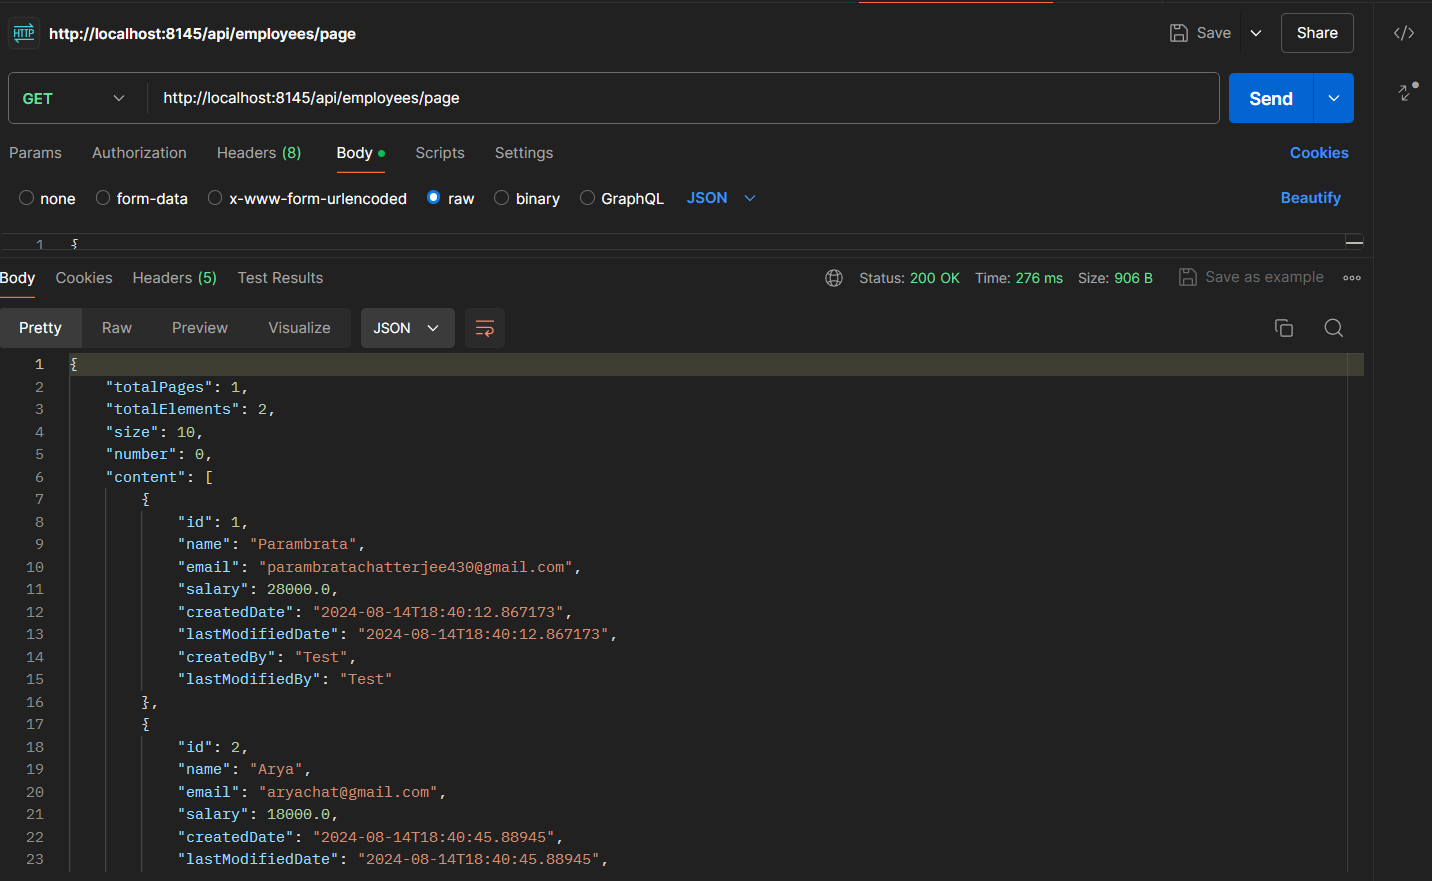 HTTP http://localhost:8145/api/employees/page Save Share
GET http://localhost:8145/api/employees/page Send
Params Authorization Headers (8) Body Scripts Settings Cookies
none form-data x-www-form-urlencoded raw binary GraphQL JSON Beautify
1 {
Body Cookies Headers (5) Test Results Status: 200 OK Time: 276 ms Size: 906 B Save as example
Pretty Raw Preview Visualize JSON
1 {
2 "totalPages": 1,
3 "totalElements": 2,
4 "size": 10,
5 "number": 0,
6 "content": [
7 {
8 "id": 1,
9 "name": "Parambrata",
10 "email": "parambratachatterjee430@gmail.com",
11 "salary": 28000.0,
12 "createdDate": "2024-08-14T18:40:12.867173",
13 "lastModifiedDate": "2024-08-14T18:40:12.867173",
14 "createdBy": "Test",
15 "lastModifiedBy": "Test"
16 },
17 {
18 "id": 2,
19 "name": "Arya",
20 "email": "aryachat@gmail.com",
21 "salary": 18000.0,
22 "createdDate": "2024-08-14T18:40:45.88945",
23 "lastModifiedDate": "2024-08-14T18:40:45.88945",